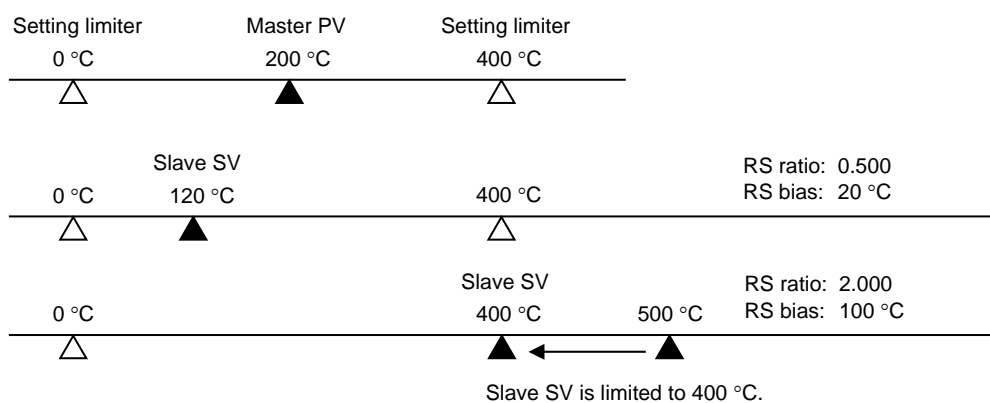 Setting limiter Master PV Setting limiter
0 °C 200 °C 400 °C
Slave SV RS ratio: 0.500
0 °C 120 °C 400 °C RS bias: 20 °C
Slave SV RS ratio: 2.000
0 °C 400 °C 500 °C RS bias: 100 °C
Slave SV is limited to 400 °C.